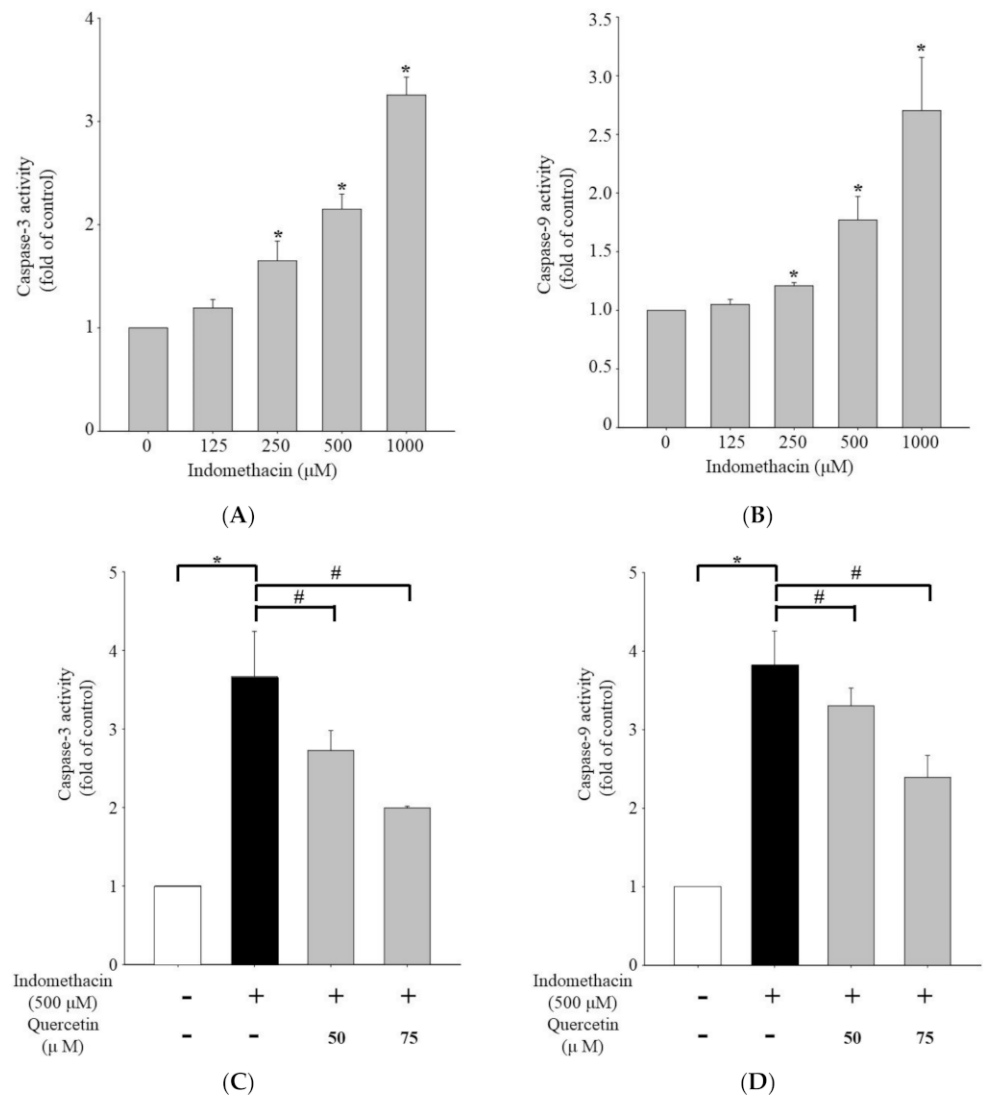 4
3
2
1
0
Caspase-3 activity
(fold of control)
*
*
*
0 125 250 500 1000
Indomethacin (μM)
(A)
3.5
3.0
2.5
2.0
1.5
1.0
0.5
0
Caspase-9 activity
(fold of control)
*
*
*
0 125 250 500 1000
Indomethacin (μM)
(B)
*
#
#
5
4
3
2
1
0
Caspase-3 activity
(fold of control)
Indomethacin
(500 μM)
- + + +
Quercetin
(μ M)
- - 50 75
(C)
*
#
#
5
4
3
2
1
0
Caspase-9 activity
(fold of control)
Indomethacin
(500 μM)
- + + +
Quercetin
(μ M)
- - 50 75
(D)